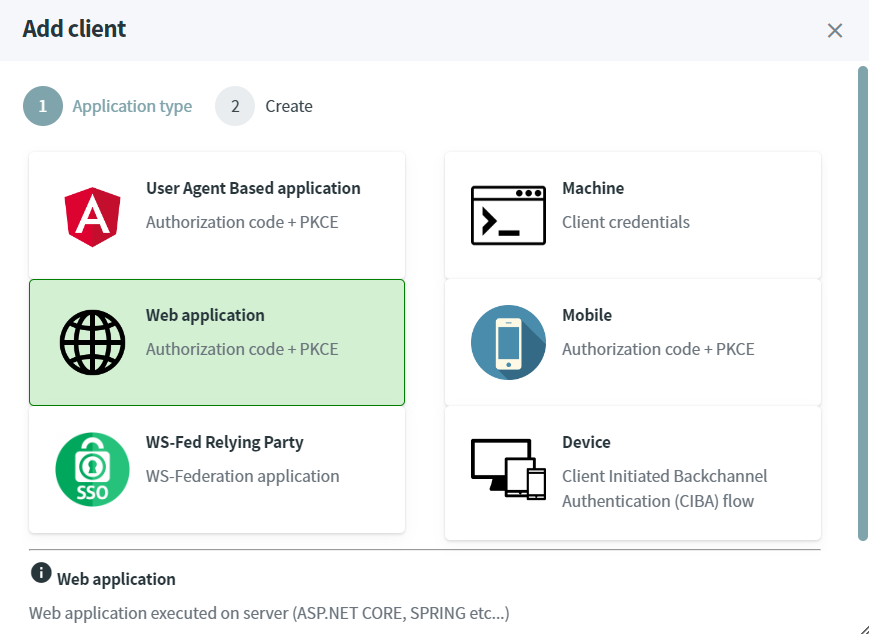 Add client
1 Application type 2 Create
User Agent Based application
Authorization code + PKCE
Machine
Client credentials
Web application
Authorization code + PKCE
Mobile
Authorization code + PKCE
SSO
WS-Fed Relying Party
WS-Federation application
Device
Client Initiated Backchannel
Authentication (CIBA) flow
Web application
Web application executed on server (ASP.NET CORE, SPRING etc...)